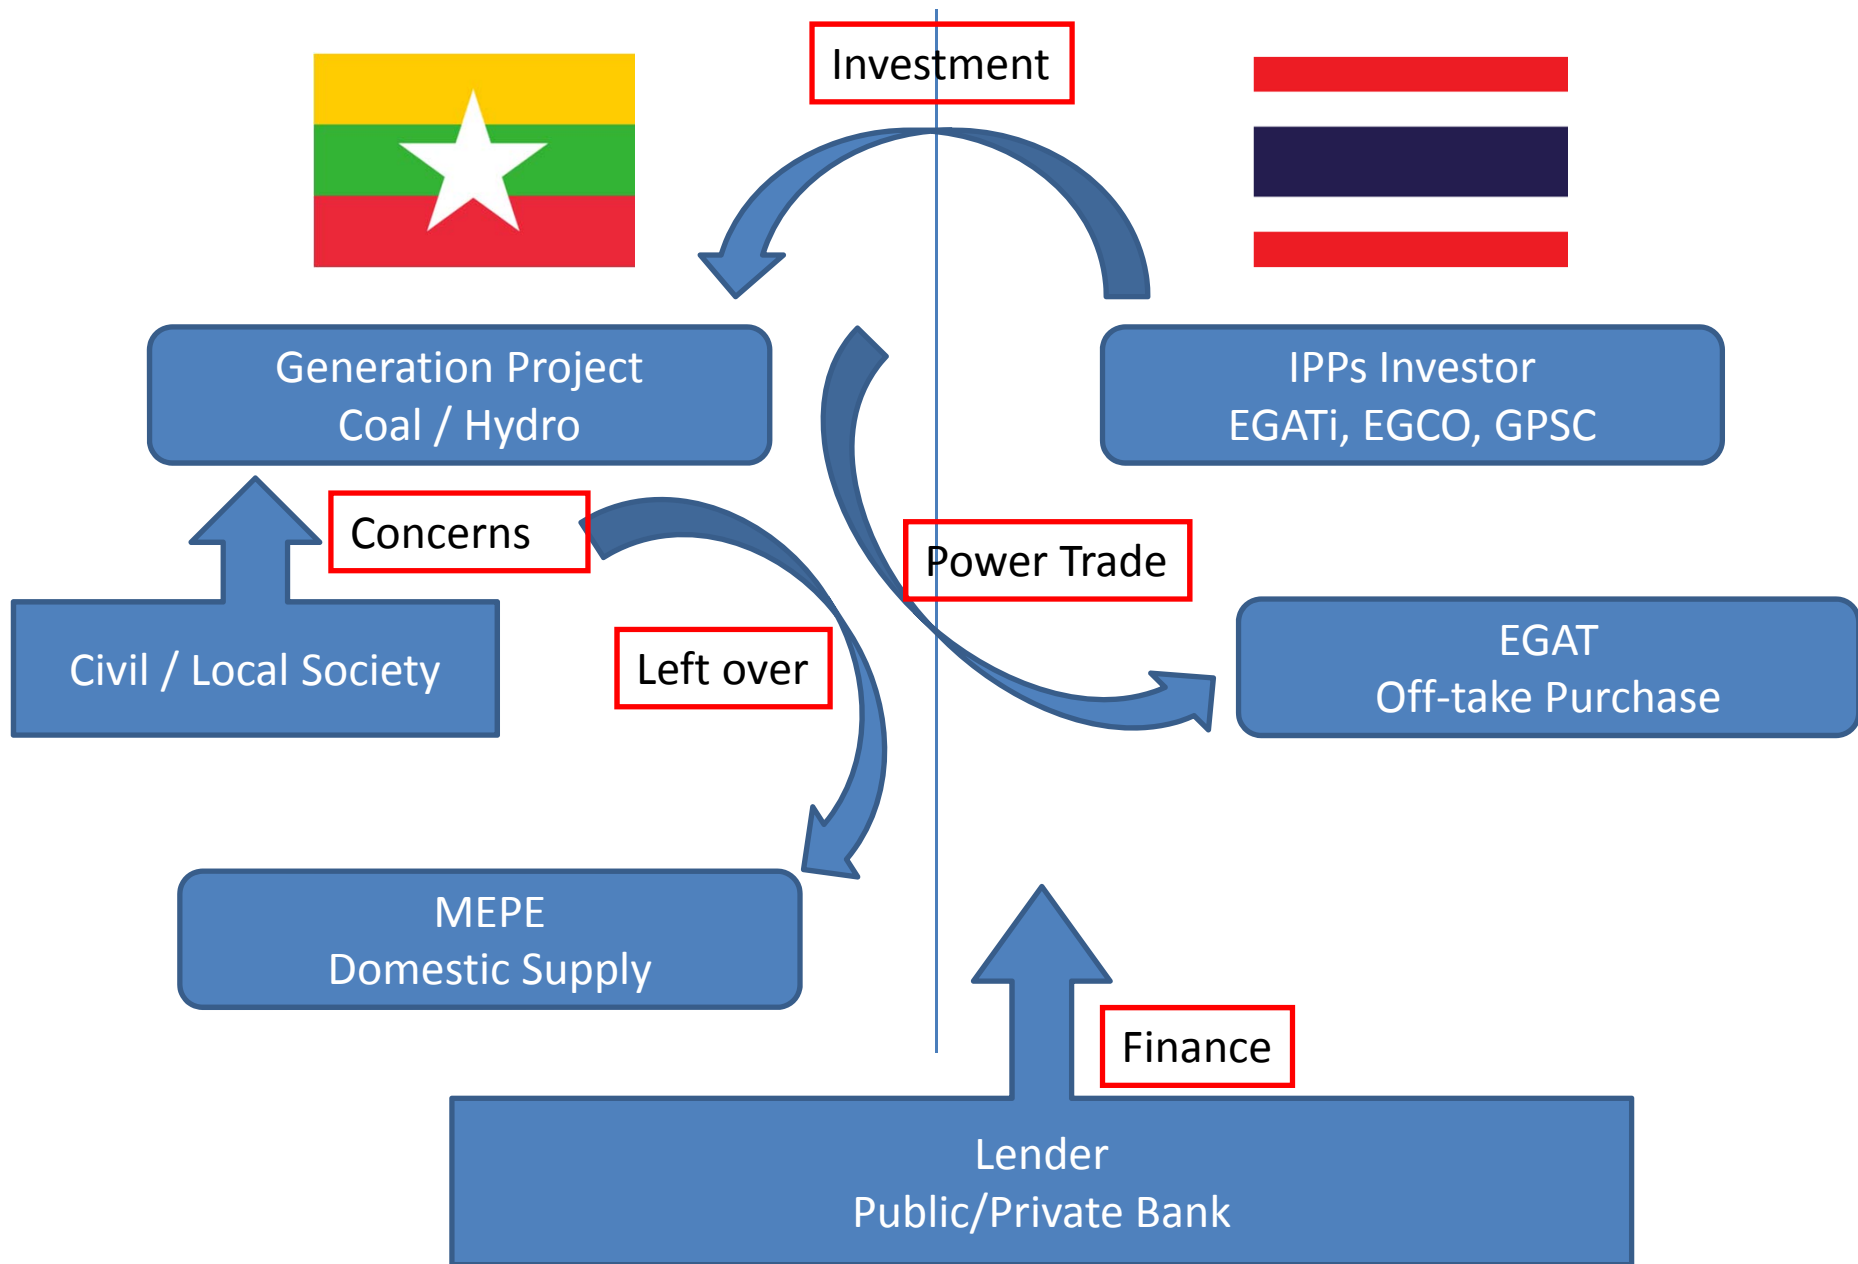 Investment
Generation Project
Coal / Hydro
IPPs Investor
EGATi, EGCO, GPSC
Concerns
Power Trade
Civil / Local Society
Left over
EGAT
Off-take Purchase
MEPE
Domestic Supply
Finance
Lender
Public/Private Bank